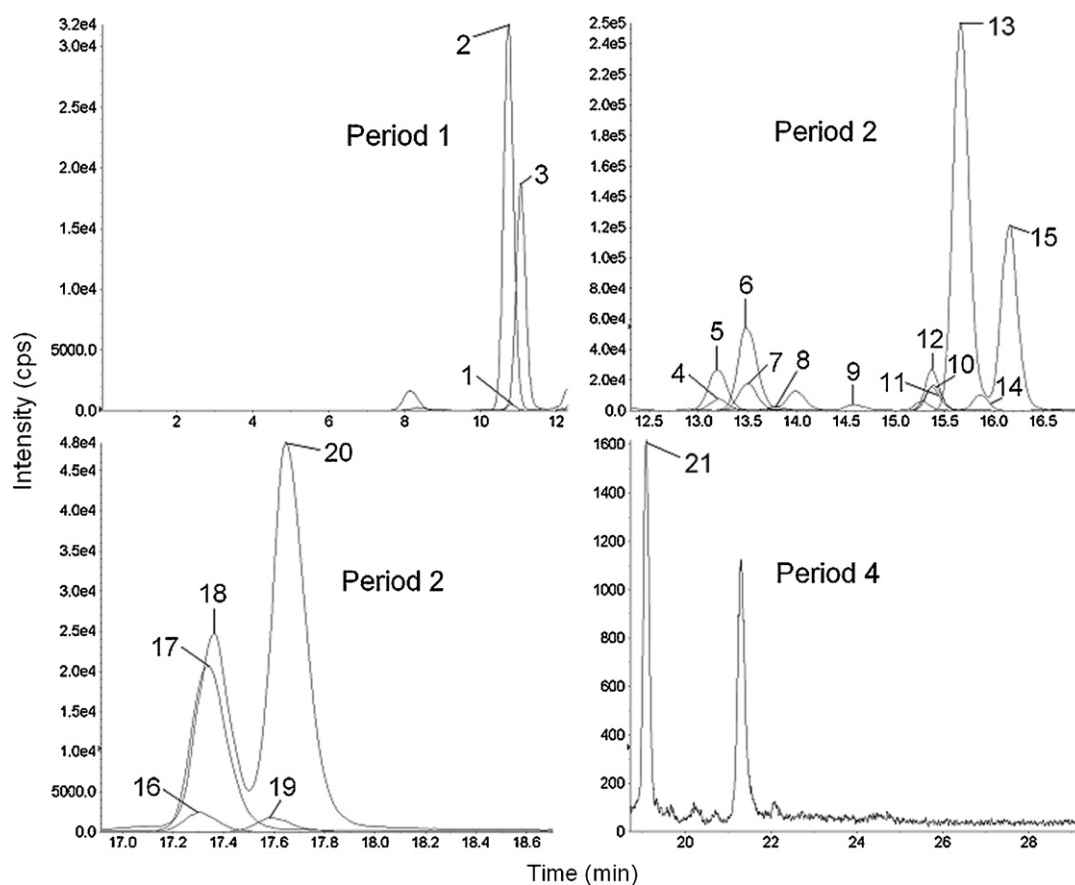 3.2e4
3.0e4
2.5e4
2.0e4
1.5e4
1.0e4
5000.0
0.0
2 4 6 8 10 12
Period 1
2
3
1
2.5e5
2.4e5
2.2e5
2.0e5
1.8e5
1.6e5
1.4e5
1.2e5
1.0e5
8.0e4
6.0e4
4.0e4
2.0e4
0.0
12.5 13.0 13.5 14.0 14.5 15.0 15.5 16.0 16.5
Period 2
13
15
6
5
4
7
8
9
12
10
11
14
Intensity (cps)
4.8e4
4.5e4
4.0e4
3.5e4
3.0e4
2.5e4
2.0e4
1.5e4
1.0e4
5000.0
0.0
17.0 17.2 17.4 17.6 17.8 18.0 18.2 18.4 18.6
Period 2
20
18
17
16
19
1600
1400
1200
1000
800
600
400
200
0
20 22 24 26 28
Period 4
21
Time (min)